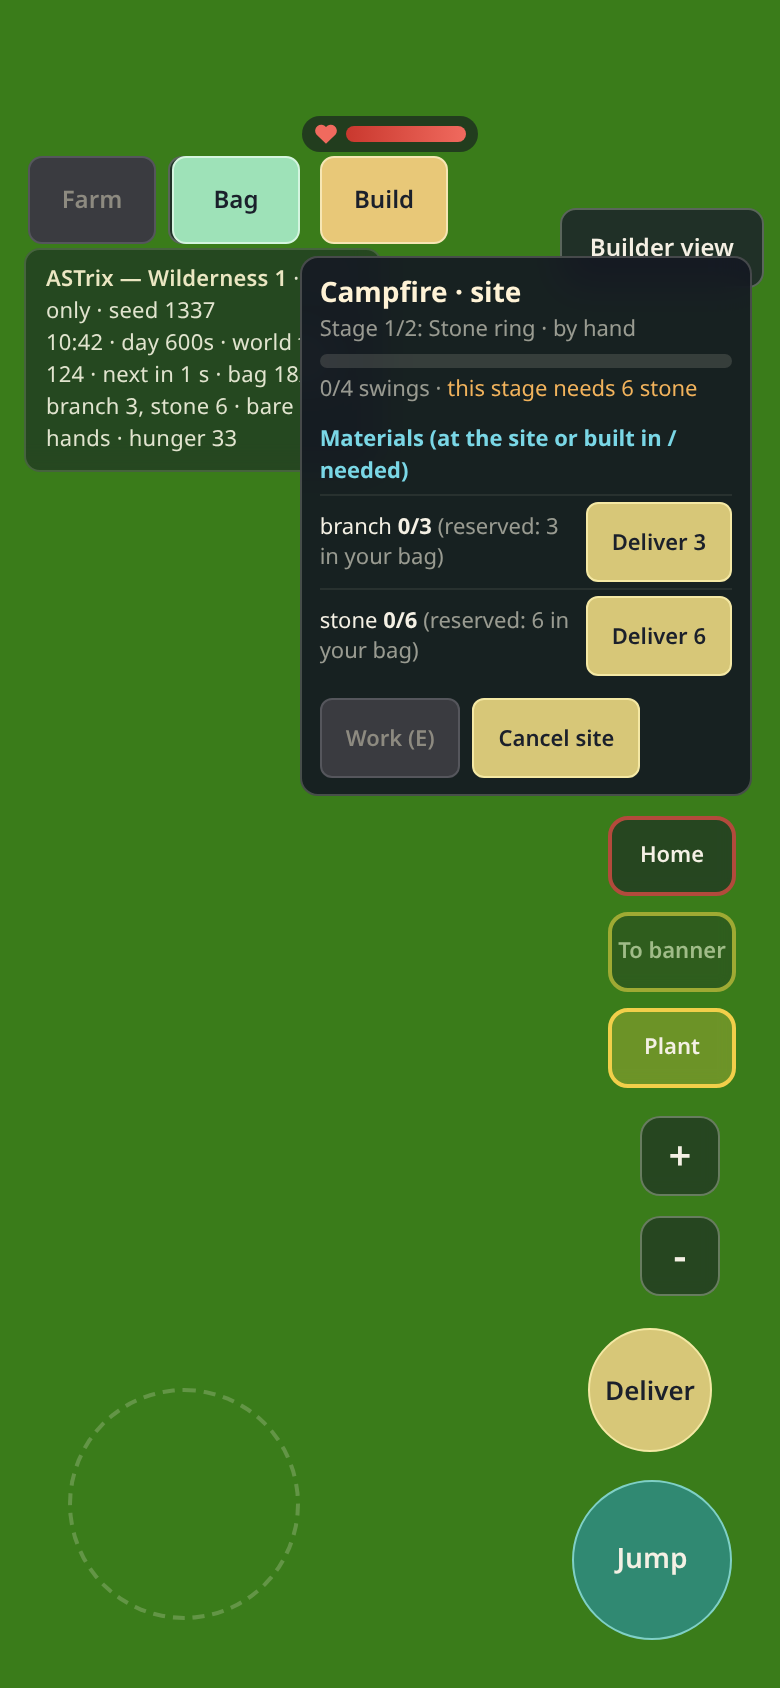 Farm
Bag
Build
Builder view
ASTrix — Wilderness 1 ·
only · seed 1337
10:42 · day 600s · world
124 · next in 1 s · bag 18
branch 3, stone 6 · bare
hands · hunger 33
Campfire · site
Stage 1/2: Stone ring · by hand
0/4 swings · this stage needs 6 stone
Materials (at the site or built in /
needed)
branch 0/3 (reserved: 3
in your bag)
Deliver 3
stone 0/6 (reserved: 6 in
your bag)
Deliver 6
Work (E)
Cancel site
Home
To banner
Plant
+
-
Deliver
Jump